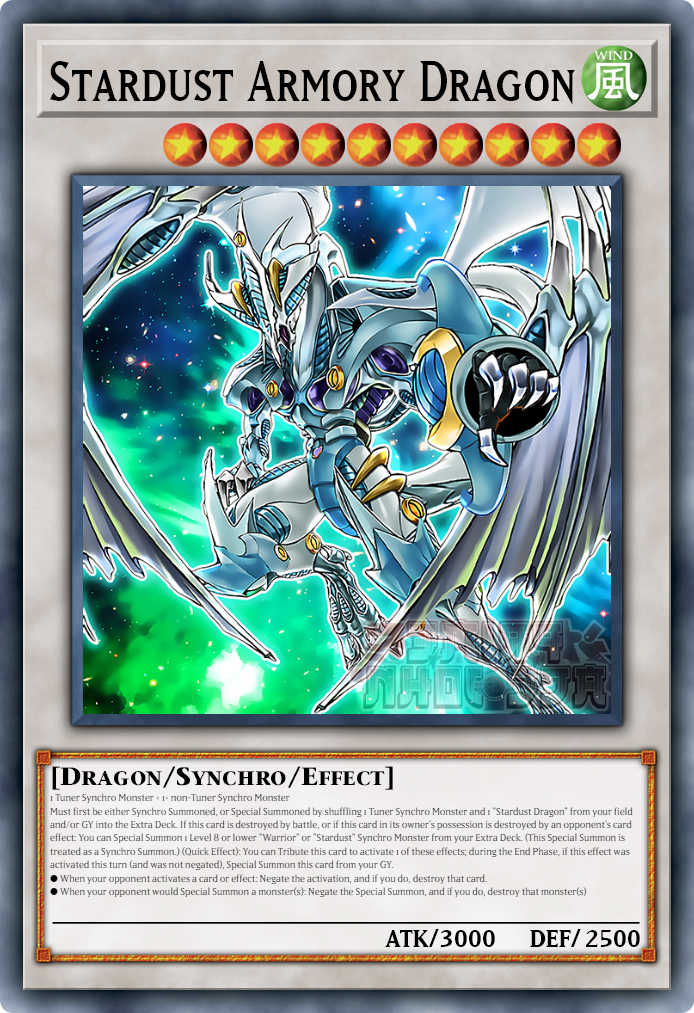 STARDUST ARMORY DRAGON
WIND
風
[DRAGON/SYNCHRO/EFFECT]
1 Tuner Synchro Monster + 1+ non-Tuner Synchro Monster
Must first be either Synchro Summoned, or Special Summoned by shuffling 1 Tuner Synchro Monster and 1 "Stardust Dragon" from your field
and/or GY into the Extra Deck. If this card is destroyed by battle, or if this card in its owner's possession is destroyed by an opponent's card
effect: You can Special Summon 1 Level 8 or lower "Warrior" or "Stardust" Synchro Monster from your Extra Deck. (This Special Summon is
treated as a Synchro Summon.) (Quick Effect): You can Tribute this card to activate 1 of these effects; during the End Phase, if this effect was
activated this turn (and was not negated), Special Summon this card from your GY.
● When your opponent activates a card or effect: Negate the activation, and if you do, destroy that card.
● When your opponent would Special Summon a monster(s): Negate the Special Summon, and if you do, destroy that monster(s)
ATK/3000 DEF/ 2500